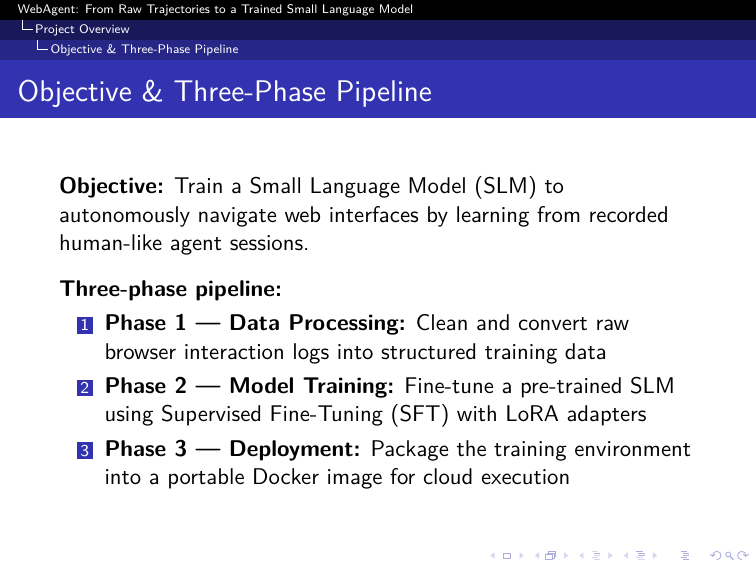 WebAgent: From Raw Trajectories to a Trained Small Language Model
Project Overview
Objective & Three-Phase Pipeline
Objective & Three-Phase Pipeline
Objective: Train a Small Language Model (SLM) to
autonomously navigate web interfaces by learning from recorded
human-like agent sessions.
Three-phase pipeline:
1 Phase 1 — Data Processing: Clean and convert raw
browser interaction logs into structured training data
2 Phase 2 — Model Training: Fine-tune a pre-trained SLM
using Supervised Fine-Tuning (SFT) with LoRA adapters
3 Phase 3 — Deployment: Package the training environment
into a portable Docker image for cloud execution